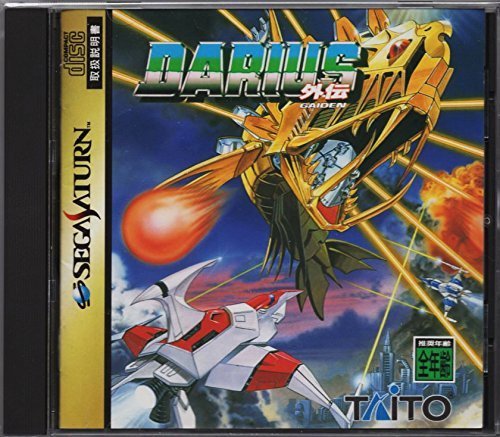 COMPACT
disc
取扱説明書
SEGA SATURN™
DARIUS
外伝
GAIDEN
推奨年齢
全年齢
TAITO